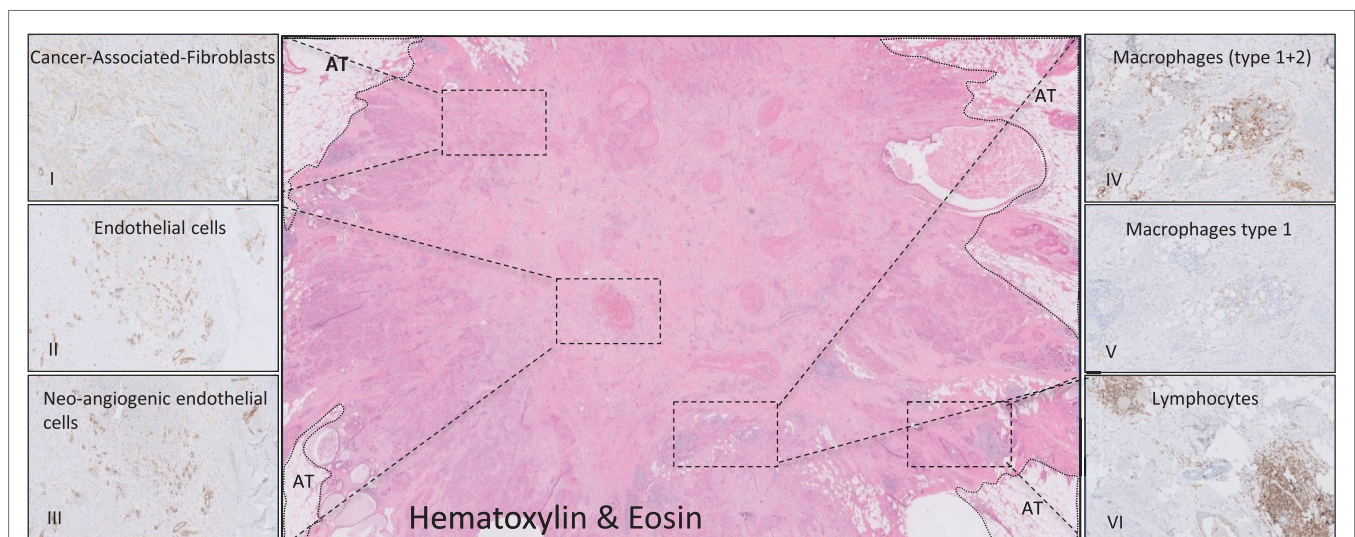 Cancer-Associated-Fibroblasts
I
Endothelial cells
II
Neo-angiogenic endothelial
cells
III
AT
AT
AT
AT
Hematoxylin & Eosin
Macrophages (type 1+2)
IV
Macrophages type 1
V
Lymphocytes
VI